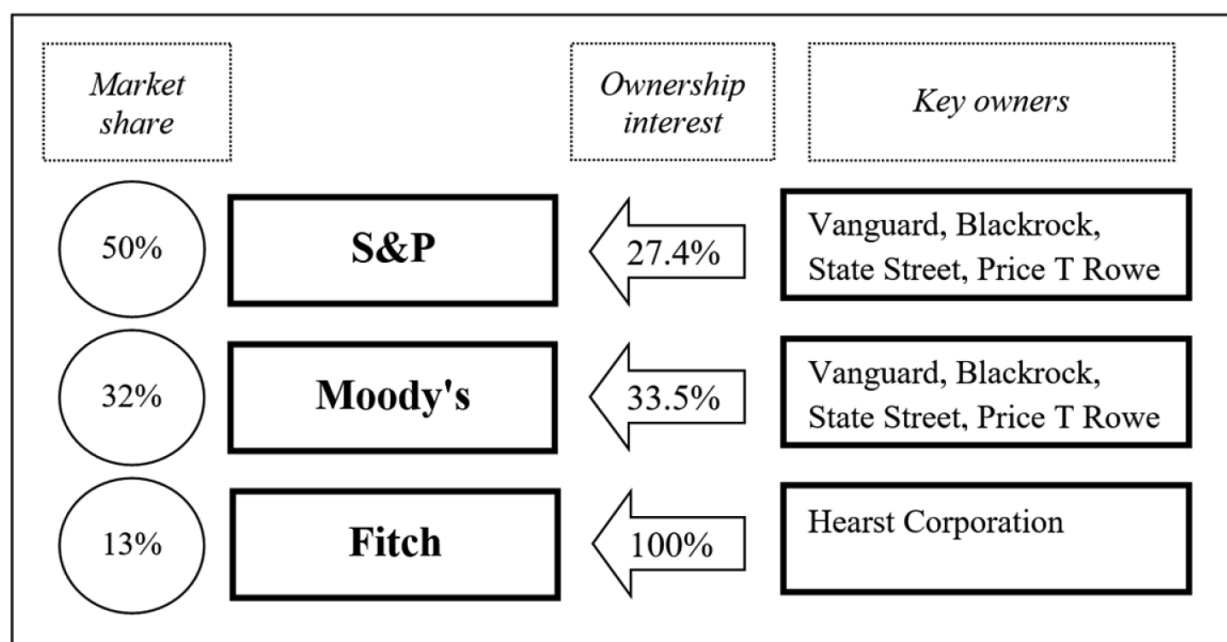 Market
share
Ownership
interest
Key owners
50%
S&P
27.4%
Vanguard, Blackrock,
State Street, Price T Rowe
32%
Moody's
33.5%
Vanguard, Blackrock,
State Street, Price T Rowe
13%
Fitch
100%
Hearst Corporation